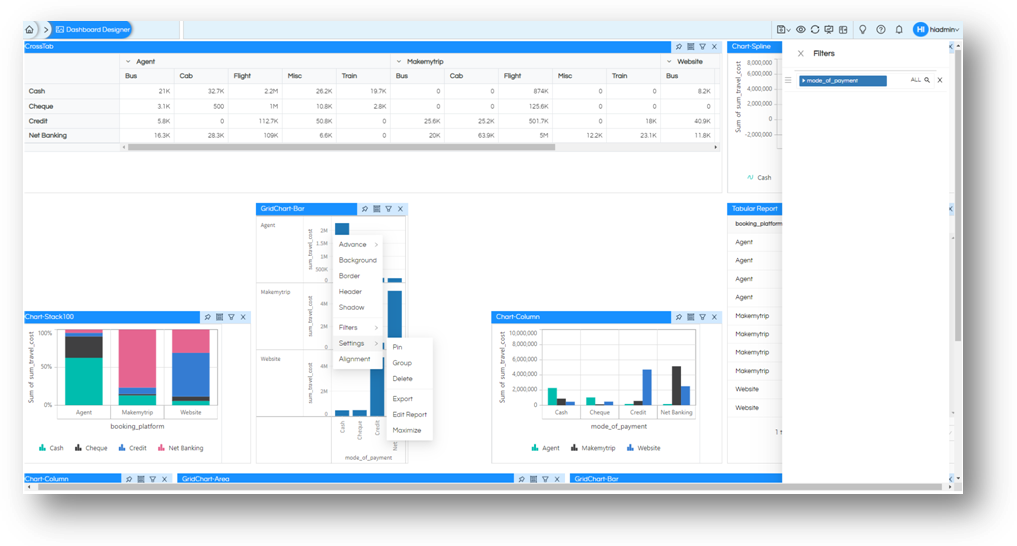 Dashboard Designer
HI hiadmin
CrossTab
Agent Makemytrip Website
Bus Cab Flight Misc Train Bus Cab Flight Misc Train Bus
Cash 21K 32.7K 2.2M 26.2K 19.7K 0 0 874K 0 0 8.2K
Cheque 3.1K 500 1M 10.8K 2.8K 0 0 125.6K 0 0 0
Credit 5.8K 0 112.7K 50.8K 0 25.6K 25.2K 501.7K 0 18K 40.9K
Net Banking 16.3K 28.3K 109K 6.6K 0 20K 63.9K 5M 12.2K 23.1K 11.8K
Chart-Spline
Sum of sum_travel_cost
8,000,000
6,000,000
4,000,000
2,000,000
0
-2,000,000
Cash
Filters
mode_of_payment ALL
GridChart-Bar
Agent
sum_travel_cost
2M
1.5M
1M
500K
0
Makemytrip
sum_travel_cost
4M
2M
0
Website
sum_travel_cost
4M
2M
0
Cash
Cheque
Credit
Net
mode_of_payment
Advance
Background
Border
Header
Shadow
Filters
Settings
Alignment
Pin
Group
Delete
Export
Edit Report
Maximize
Tabular Report
booking_platform
Agent
Agent
Agent
Agent
Makemytrip
Makemytrip
Makemytrip
Makemytrip
Website
Website
Chart-Stack100
Sum of sum_travel_cost
100%
50%
0%
Agent Makemytrip Website
booking_platform
Cash Cheque Credit Net Banking
Chart-Column
Sum of sum_travel_cost
10,000,000
8,000,000
6,000,000
4,000,000
2,000,000
0
Cash Cheque Credit Net Banking
mode_of_payment
Agent Makemytrip Website
Chart-Column
GridChart-Area
GridChart-Bar